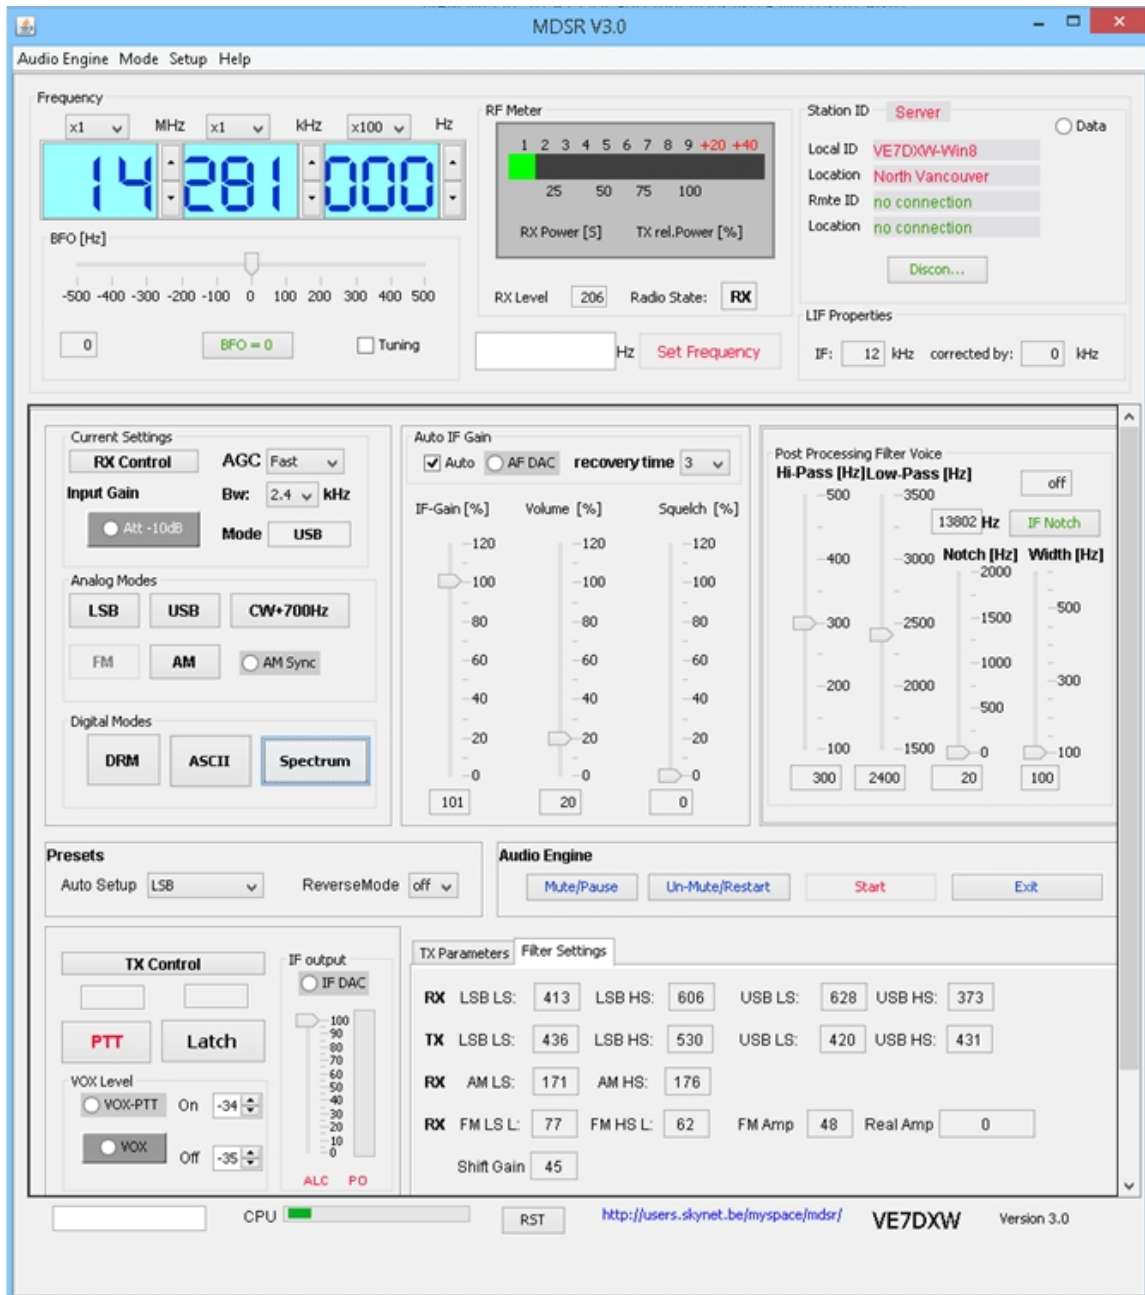 MDSR V3.0
Audio Engine Mode Setup Help
Frequency
x1 MHz x1 kHz x100 Hz
14 281 000
BFO [Hz]
-500 -400 -300 -200 -100 0 100 200 300 400 500
0 BFO = 0 Tuning
RF Meter
1 2 3 4 5 6 7 8 9 +20 +40
25 50 75 100
RX Power [S] TX rel.Power [%]
RX Level 206 Radio State: RX
Hz Set Frequency
Station ID Server
Data
Local ID VE7DXW-Win8
Location North Vancouver
Rmte ID no connection
Location no connection
Discon...
LIF Properties
IF: 12 kHz corrected by: 0 kHz
Current Settings
RX Control AGC Fast
Input Gain Bw: 2.4 kHz
Att -10dB Mode USB
Analog Modes
LSB USB CW+700Hz
FM AM AM Sync
Digital Modes
DRM ASCII Spectrum
Auto IF Gain
Auto AF DAC recovery time 3
IF-Gain [%] Volume [%] Squelch [%]
120 120 120
100 100 100
80 80 80
60 60 60
40 40 40
20 20 20
0 0 0
101 20 0
Post Processing Filter Voice
Hi-Pass [Hz] Low-Pass [Hz] off
500 3500
13802 Hz IF Notch
400 3000 Notch [Hz] Width [Hz]
2000
500
300 2500 1500
1000
200 2000 300
500
100 1500 0 100
300 2400 20 100
Presets
Auto Setup LSB ReverseMode off
Audio Engine
Mute/Pause Un-Mute/Restart Start Exit
TX Control
PTT Latch
VOX Level
VOX-PTT On -34
VOX Off -35
IF output
IF DAC
100
90
80
70
60
50
40
30
20
10
0
ALC PO
TX Parameters Filter Settings
RX LSB LS: 413 LSB HS: 606 USB LS: 628 USB HS: 373
TX LSB LS: 436 LSB HS: 530 USB LS: 420 USB HS: 431
RX AM LS: 171 AM HS: 176
RX FM LS L: 77 FM HS L: 62 FM Amp 48 Real Amp 0
Shift Gain 45
CPU RST http://users.skynet.be/myspace/mdsr/ VE7DXW Version 3.0